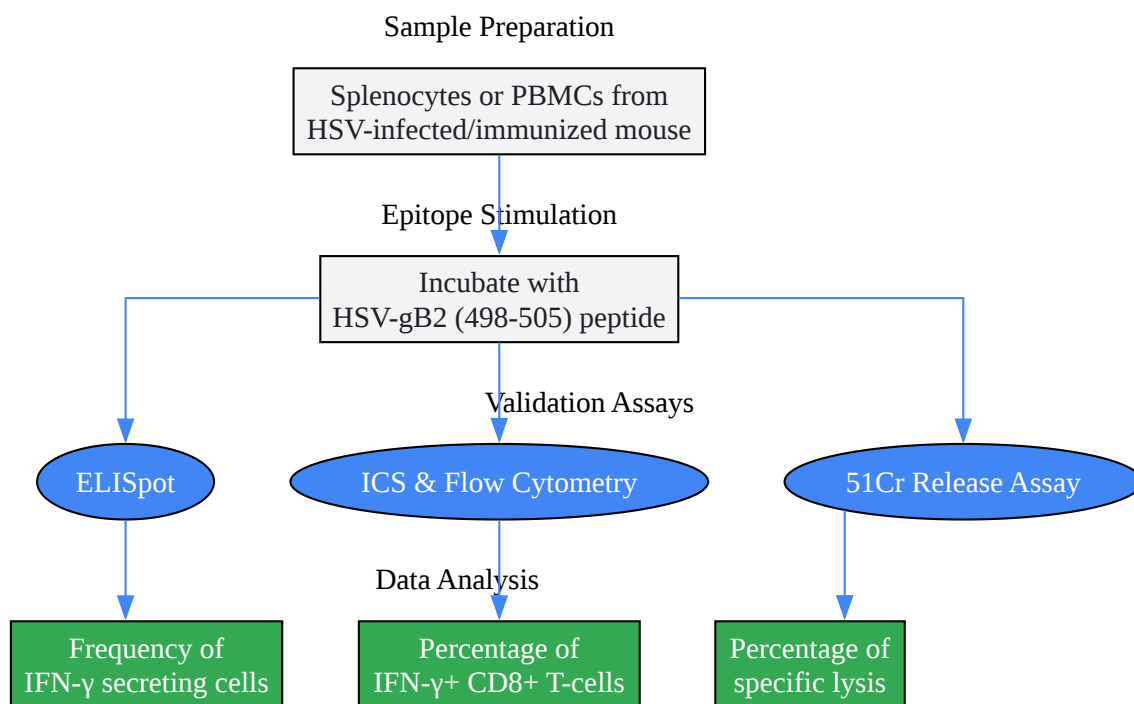 Sample Preparation
Splenocytes or PBMCs from
HSV-infected/immunized mouse
Epitope Stimulation
Incubate with
HSV-gB2 (498-505) peptide
Validation Assays
ELISpot
ICS & Flow Cytometry
51Cr Release Assay
Data Analysis
Frequency of
IFN-γ secreting cells
Percentage of
IFN-γ+ CD8+ T-cells
Percentage of
specific lysis